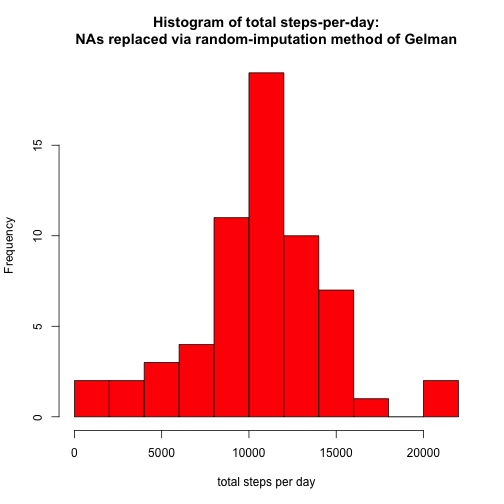 Histogram of total steps-per-day:
NAs replaced via random-imputation method of Gelman
Frequency
15
10
5
0
0 5000 10000 15000 20000
total steps per day